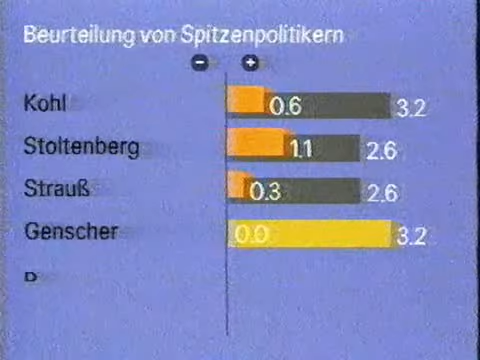 Beurteilung von Spitzenpolitikern
- +
Kohl 0.6 3.2
Stoltenberg 1.1 2.6
Strauß 0.3 2.6
Genscher 0.0 3.2
D